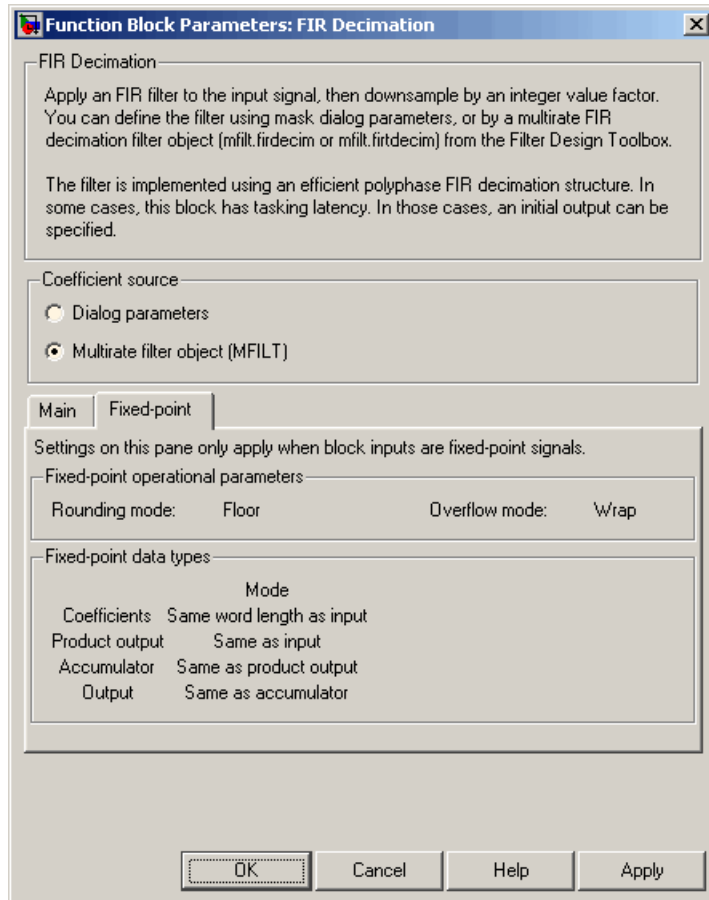 Function Block Parameters: FIR Decimation
FIR Decimation
Apply an FIR filter to the input signal, then downsample by an integer value factor.
You can define the filter using mask dialog parameters, or by a multirate FIR
decimation filter object (mfilt.firdecim or mfilt.firtdecim) from the Filter Design Toolbox.
The filter is implemented using an efficient polyphase FIR decimation structure. In
some cases, this block has tasking latency. In those cases, an initial output can be
specified.
Coefficient source
Dialog parameters
Multirate filter object (MFILT)
Main Fixed-point
Settings on this pane only apply when block inputs are fixed-point signals.
Fixed-point operational parameters
Rounding mode: Floor Overflow mode: Wrap
Fixed-point data types
Mode
Coefficients Same word length as input
Product output Same as input
Accumulator Same as product output
Output Same as accumulator
OK Cancel Help Apply